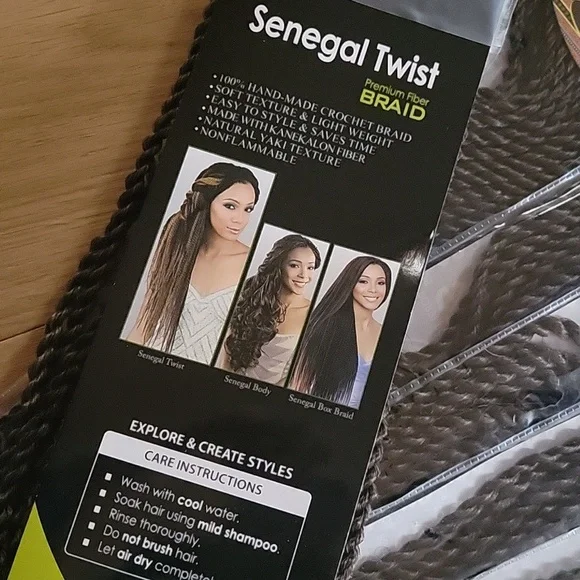 Senegal Twist
Premium Fiber
BRAID
• 100% HAND-MADE CROCHET BRAID
• SOFT TEXTURE & LIGHT WEIGHT
• EASY TO STYLE & SAVES TIME
• MADE WITH KANEKALON FIBER
• NATURAL YAKI TEXTURE
• NONFLAMMABLE
Senegal Twist
Senegal Body
Senegal Box Braid
EXPLORE & CREATE STYLES
CARE INSTRUCTIONS
■ Wash with cool water.
■ Soak hair using mild shampoo.
■ Rinse thoroughly.
■ Do not brush hair.
■ Let air dry